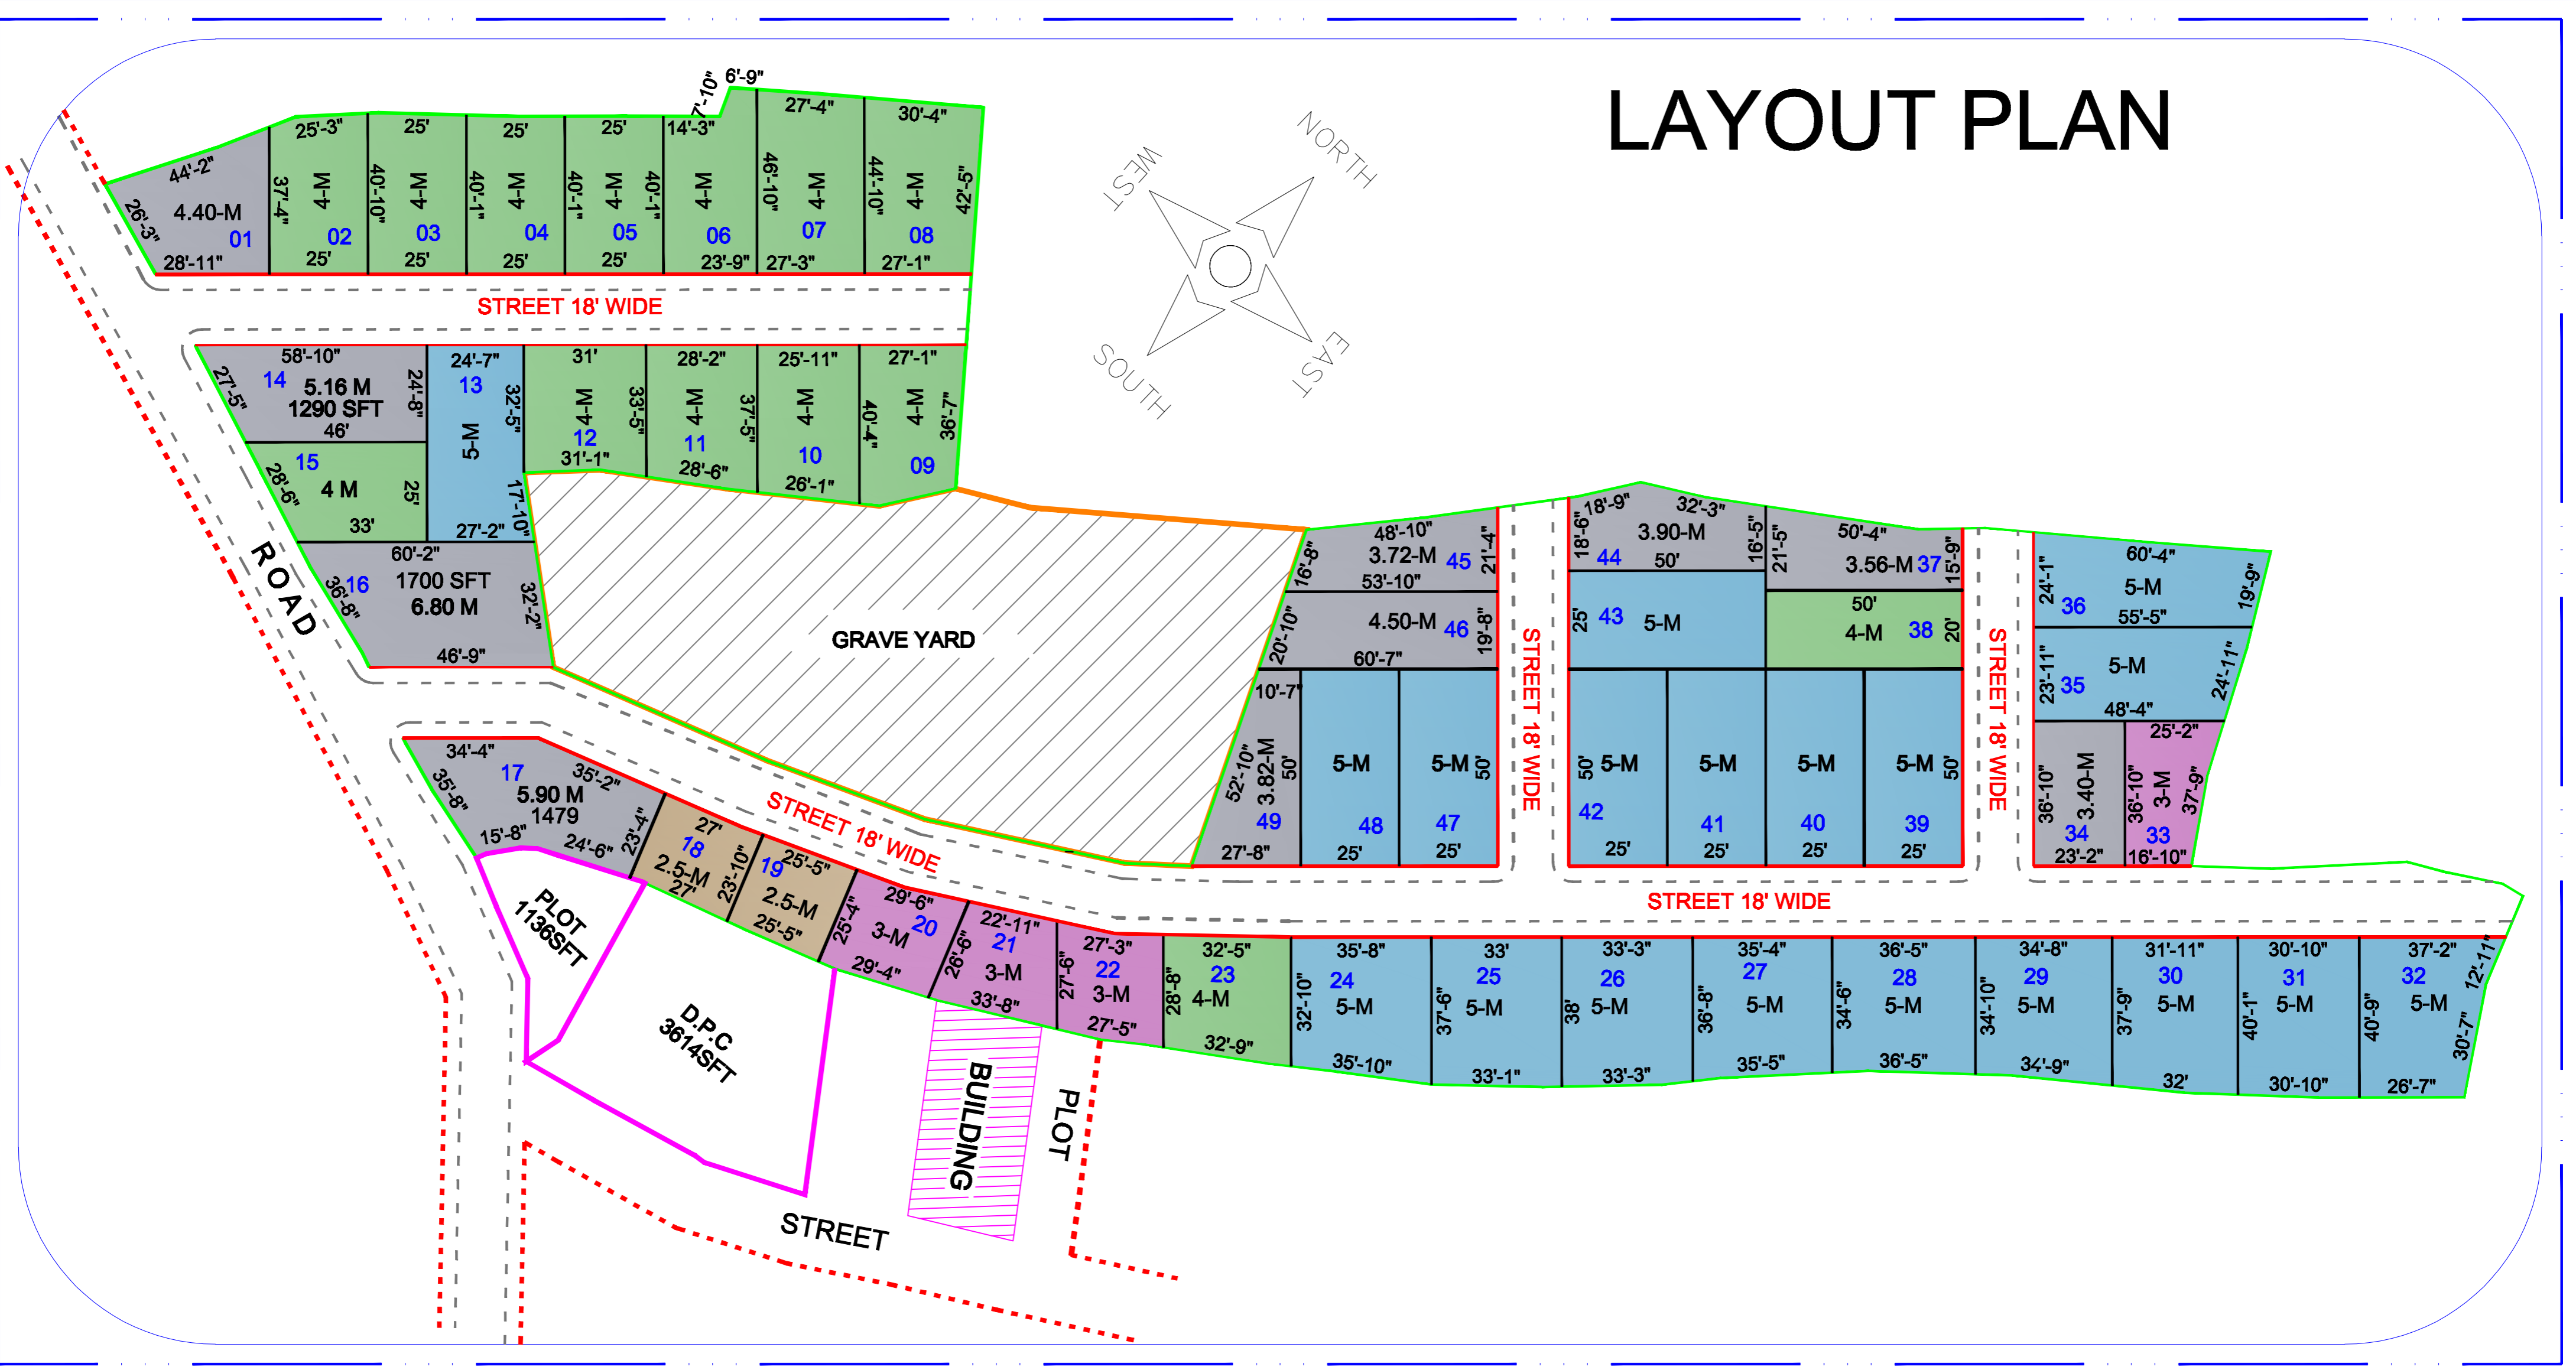 LAYOUT PLAN
NORTH
WEST
SOUTH
EAST
44'-2"
26'-3"
4.40-M
01
28'-11"
25'-3"
37'-4"
4-M
02
25'
25'
40'-10"
4-M
03
25'
25'
40'-1"
4-M
04
25'
25'
40'-1"
4-M
40'-1"
05
25'
14'-3"
7'-10"
6'-9"
4-M
06
23'-9"
27'-4"
46'-10"
4-M
07
27'-3"
30'-4"
44'-10"
4-M
42'-5"
08
27'-1"
STREET 18' WIDE
58'-10"
27'-5"
14
5.16 M
1290 SFT
24'-8"
46'
24'-7"
13
32'-5"
5-M
17'-10"
27'-2"
31'
4-M
33'-5"
12
31'-1"
28'-2"
4-M
37'-5"
11
28'-6"
25'-11"
4-M
10
26'-1"
27'-1"
40'-4"
4-M
36'-7"
09
15
28'-6"
4 M
25'
33'
60'-2"
36'-8"
16
1700 SFT
6.80 M
32'-2"
46'-9"
ROAD
GRAVE YARD
48'-10"
16'-8"
3.72-M
45
21'-4"
53'-10"
20'-10"
4.50-M
46
19'-8"
60'-7"
10'-7"
52'-10"
3.82-M
50'
49
27'-8"
5-M
48
25'
5-M
50'
47
25'
STREET 18' WIDE
18'-9"
32'-3"
18'-6"
3.90-M
16'-5"
44
50'
21'-5"
50'-4"
3.56-M
37
15'-9"
25'
43
5-M
50'
4-M
38
20'
50'
5-M
42
25'
5-M
41
25'
5-M
40
25'
5-M
50'
39
25'
STREET 18' WIDE
60'-4"
24'-1"
5-M
19'-9"
36
55'-5"
23'-11"
5-M
24'-11"
35
48'-4"
36'-10"
3.40-M
34
23'-2"
25'-2"
36'-10"
3-M
37'-9"
33
16'-10"
34'-4"
35'-8"
17
35'-2"
5.90 M
1479
15'-8"
24'-6"
23'-4"
27'
18
2.5-M
27'
23'-10"
25'-5"
19
2.5-M
25'-5"
STREET 18' WIDE
25'-4"
29'-6"
20
3-M
29'-4"
26'-6"
22'-11"
21
3-M
33'-8"
27'-6"
27'-3"
22
3-M
27'-5"
28'-8"
32'-5"
23
4-M
32'-9"
STREET 18' WIDE
32'-10"
35'-8"
24
5-M
35'-10"
37'-6"
33'
25
5-M
33'-1"
38'
33'-3"
26
5-M
33'-3"
36'-8"
35'-4"
27
5-M
35'-5"
34'-6"
36'-5"
28
5-M
36'-5"
34'-10"
34'-8"
29
5-M
34'-9"
37'-9"
31'-11"
30
5-M
32'
40'-1"
30'-10"
31
5-M
30'-10"
40'-9"
37'-2"
32
5-M
12'-11"
30'-7"
26'-7"
PLOT
1136SFT
D.P.C
3614SFT
BUILDING
PLOT
STREET